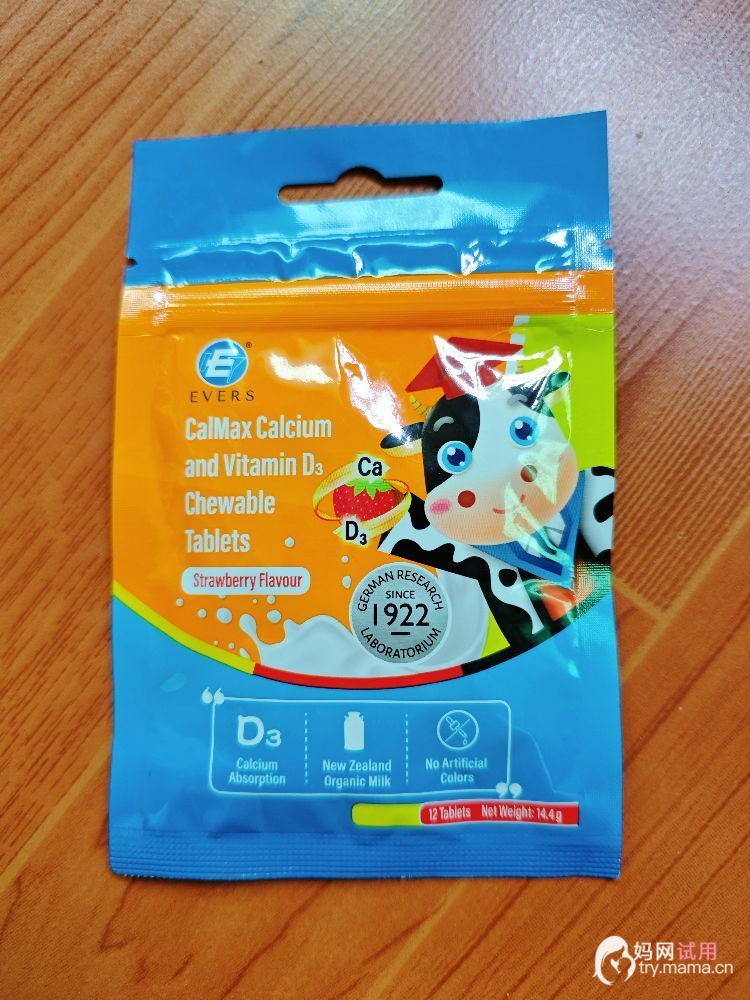 E
®
EVERS
CalMax Calcium
and Vitamin D₃
Chewable
Tablets
Strawberry Flavour
Ca
D₃
GERMAN RESEARCH
SINCE
1922
LABORATORIUM
D₃
Calcium
Absorption
New Zealand
Organic Milk
No Artificial
Colors
12 Tablets Net Weight: 14.4g
妈网试用
try.mama.cn